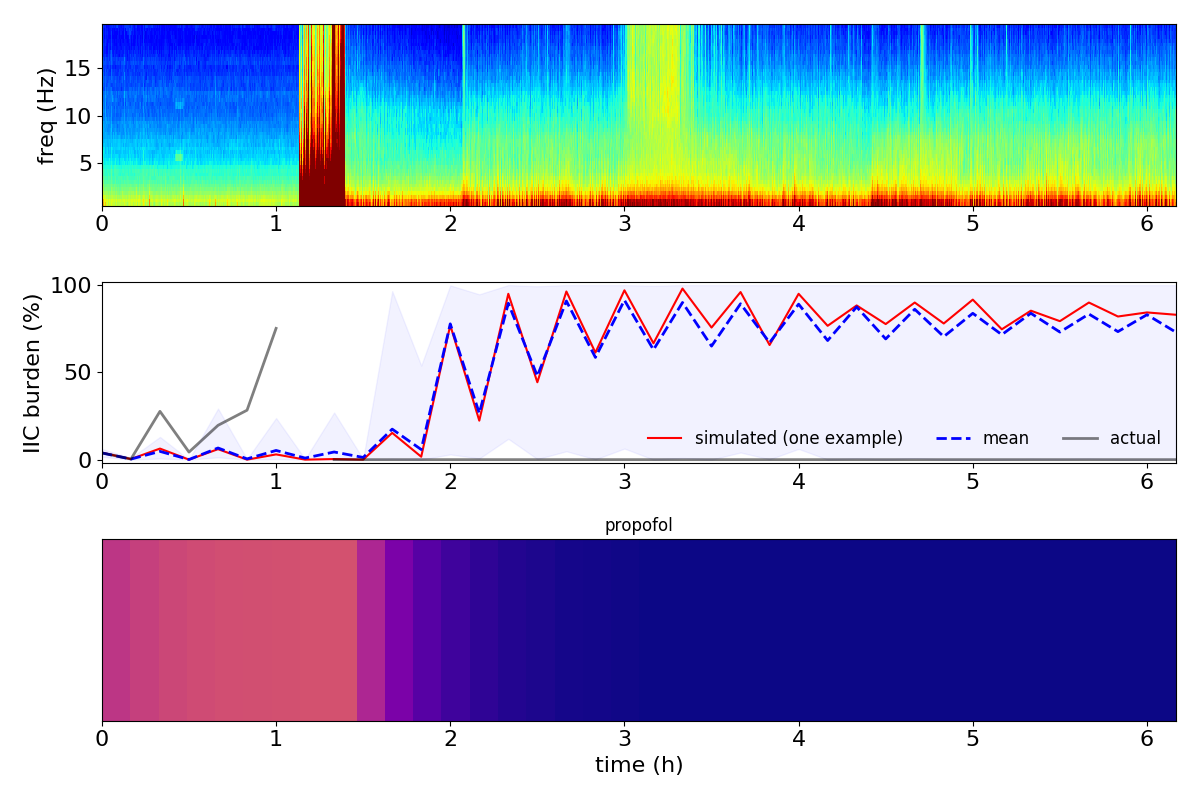 freq (Hz)
15
10
5
0 1 2 3 4 5 6
IIC burden (%)
100
50
0
simulated (one example) mean actual
0 1 2 3 4 5 6
propofol
0 1 2 3 4 5 6
time (h)